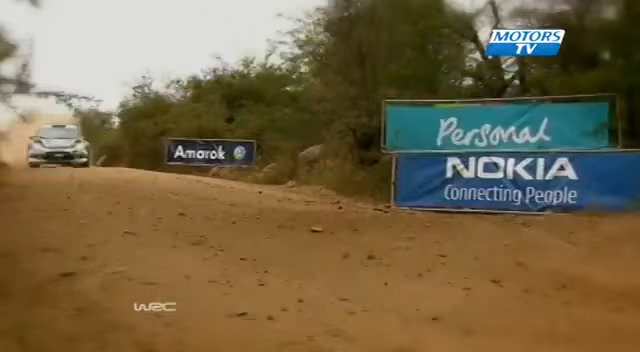 MOTORS
TV
Personal
Amarok
NOKIA
Connecting People
WRC